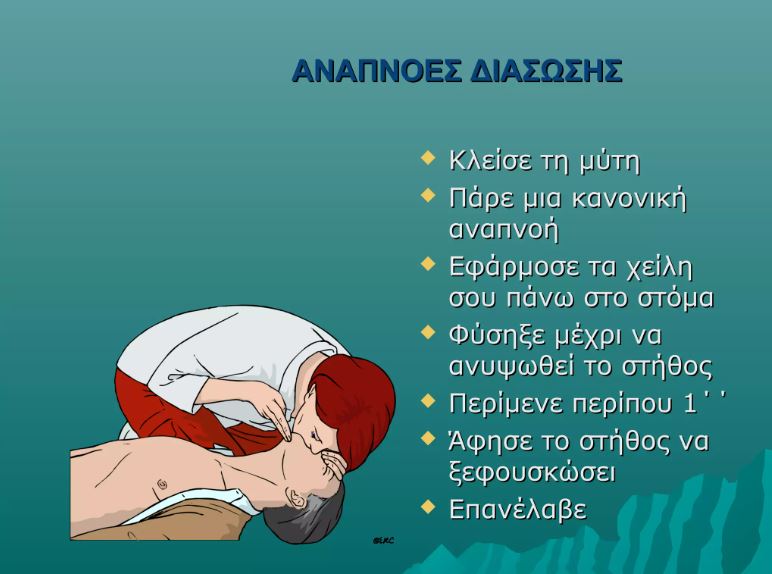 ΑΝΑΠΝΟΕΣ ΔΙΑΣΩΣΗΣ
Κλείσε τη μύτη
Πάρε μια κανονική
αναπνοή
Εφάρμοσε τα χείλη
σου πάνω στο στόμα
Φύσηξε μέχρι να
ανυψωθεί το στήθος
Περίμενε περίπου 1΄΄
Άφησε το στήθος να
ξεφουσκώσει
Επανέλαβε
@ERC